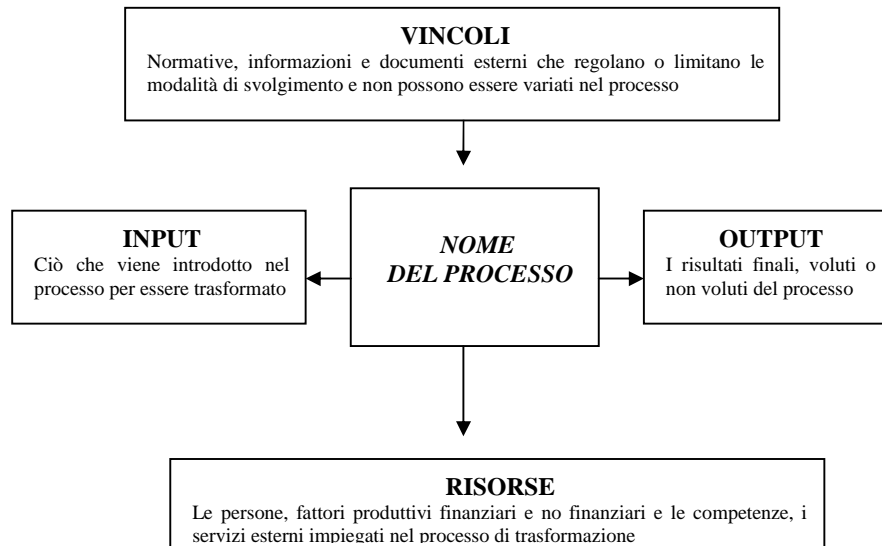 VINCOLI
Normative, informazioni e documenti esterni che regolano o limitano le
modalità di svolgimento e non possono essere variati nel processo
INPUT
Ciò che viene introdotto nel
processo per essere trasformato
NOME
DEL PROCESSO
OUTPUT
I risultati finali, voluti o
non voluti del processo
RISORSE
Le persone, fattori produttivi finanziari e no finanziari e le competenze, i
servizi esterni impiegati nel processo di trasformazione